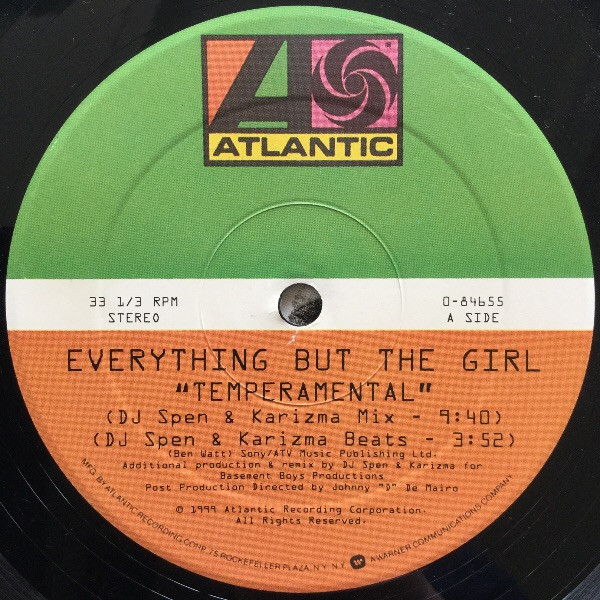 ATLANTIC
33 1/3 RPM
STEREO
0-84655
A SIDE
EVERYTHING BUT THE GIRL
"TEMPERAMENTAL"
(DJ Spen & Karizma Mix - 9:40)
(DJ Spen & Karizma Beats - 3:52)
(Ben Watt) Sony/ATV Music Publishing Ltd.
Additional production & remix by DJ Spen & Karizma for
Basement Boys Productions
Post Production Directed by Johnny "D" De Mairo
© 1999 Atlantic Recording Corporation.
All Rights Reserved.
MFG. BY ATLANTIC RECORDING CORP., 75 ROCKEFELLER PLAZA, N.Y. N.Y. A WARNER COMMUNICATIONS COMPANY